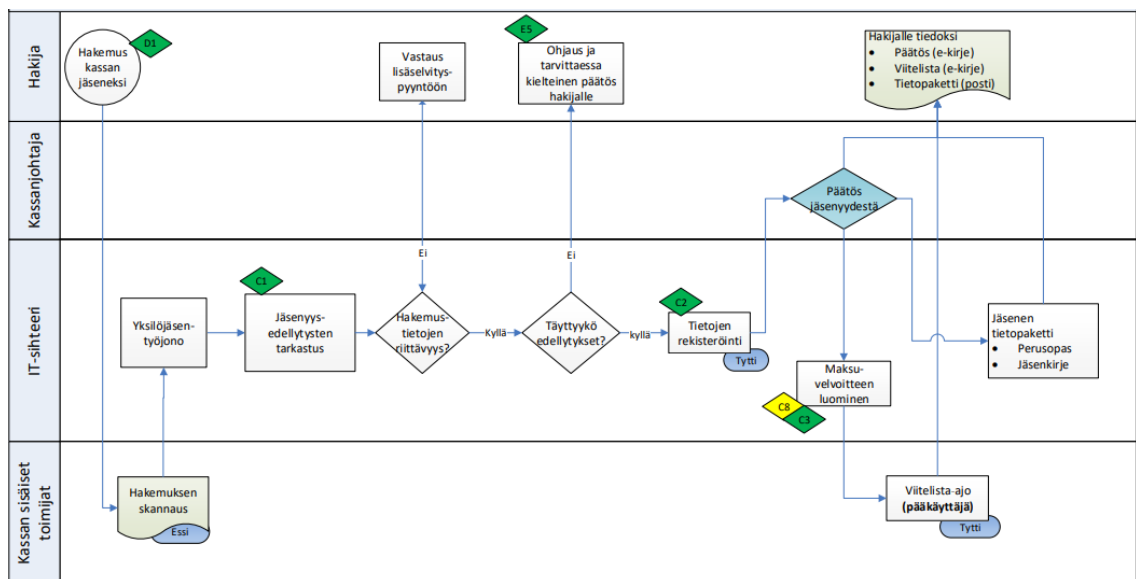 Hakija
Hakemus
kassan
jäseneksi
D1
Vastaus
lisäselvitys-
pyyntöön
E5
Ohjaus ja
tarvittaessa
kielteinen päätös
hakijalle
Hakijalle tiedoksi
• Päätös (e-kirje)
• Viitelista (e-kirje)
• Tietopaketti (posti)
Kassanjohtaja
Päätös
jäsenyydestä
IT-sihteeri
Yksilöjäsen-
työjono
C1
Jäsenyys-
edellytysten
tarkastus
Ei
Hakemus-
tietojen
riittävyys?
Kyllä
Ei
Täyttyykö
edellytykset?
kyllä
C2
Tietojen
rekisteröinti
Tytti
Maksu-
velvoitteen
luominen
C8
C3
Jäsenen
tietopaketti
• Perusopas
• Jäsenkirje
Kassan sisäiset
toimijat
Hakemuksen
skannaus
Essi
Viitelista-ajo
(pääkäyttäjä)
Tytti